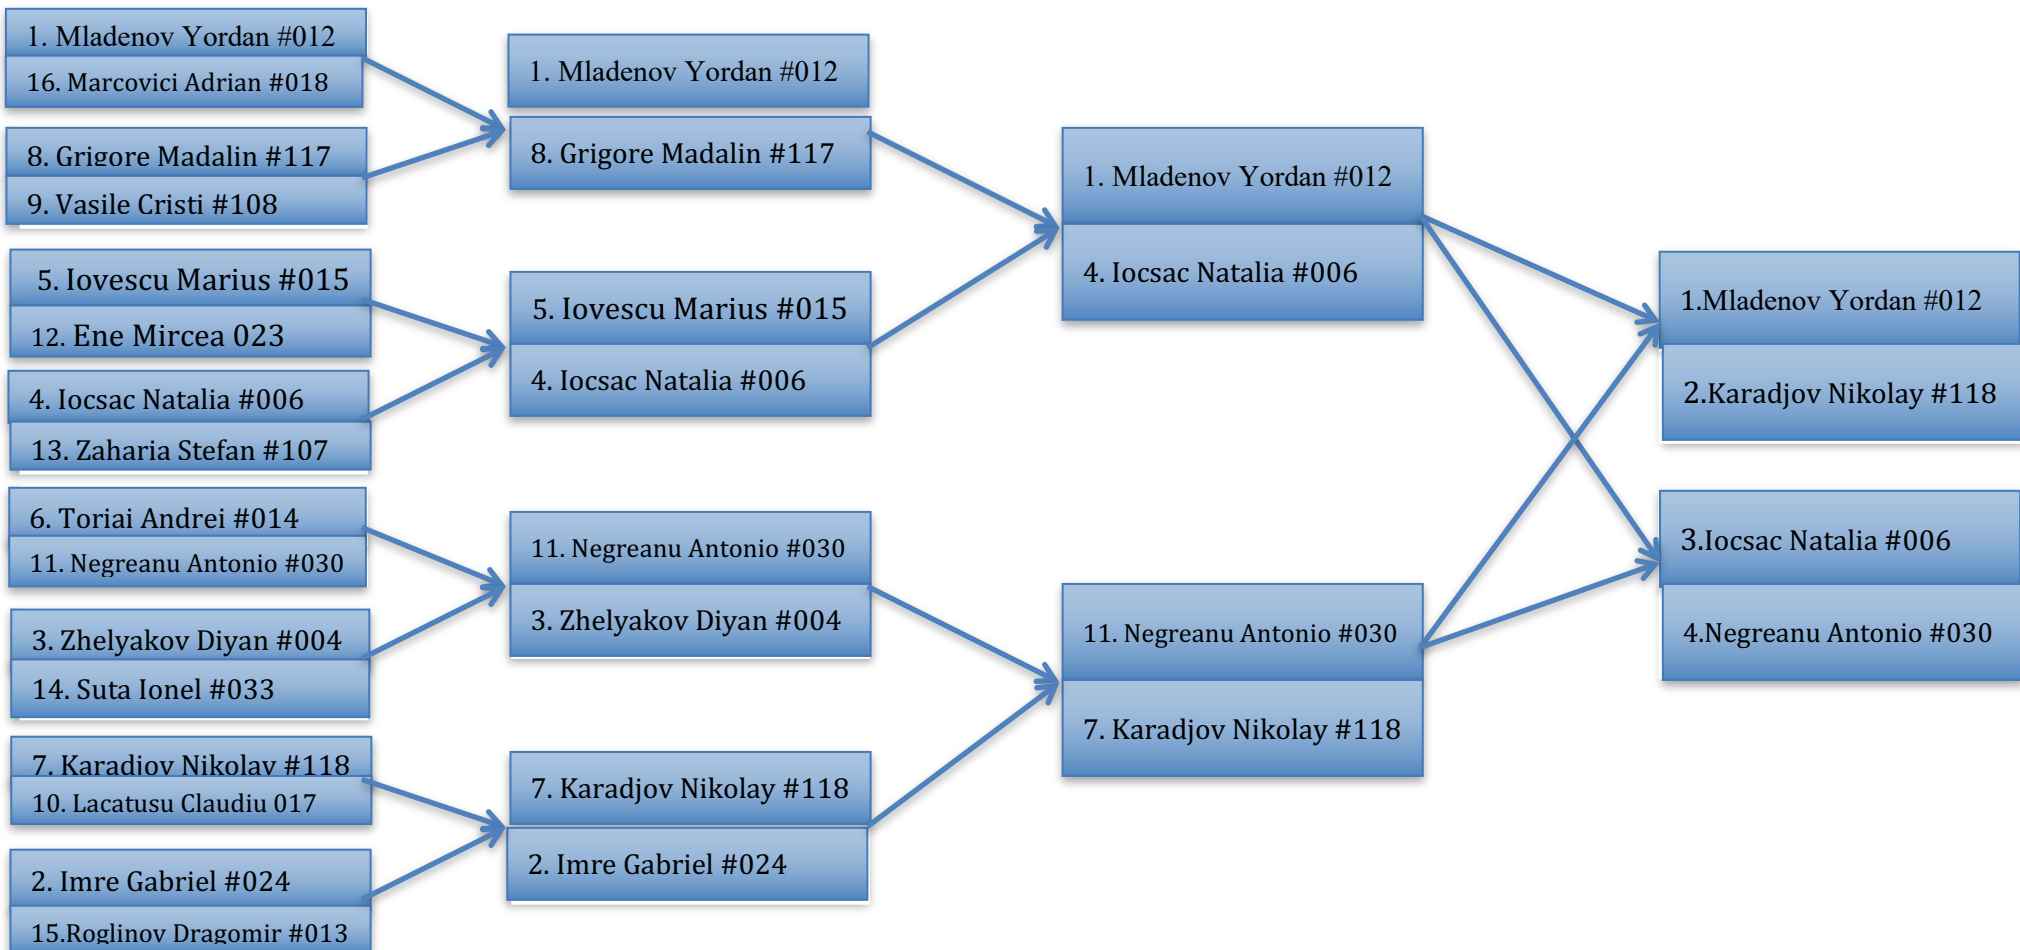 1. Mladenov Yordan #012
16. Marcovici Adrian #018
8. Grigore Madalin #117
9. Vasile Cristi #108
5. Iovescu Marius #015
12. Ene Mircea 023
4. Iocsac Natalia #006
13. Zaharia Stefan #107
6. Toriai Andrei #014
11. Negreanu Antonio #030
3. Zhelyakov Diyan #004
14. Suta Ionel #033
7. Karadjov Nikolay #118
10. Lacatusu Claudiu 017
2. Imre Gabriel #024
15.Roglinov Dragomir #013
1. Mladenov Yordan #012
8. Grigore Madalin #117
5. Iovescu Marius #015
4. Iocsac Natalia #006
11. Negreanu Antonio #030
3. Zhelyakov Diyan #004
7. Karadjov Nikolay #118
2. Imre Gabriel #024
1. Mladenov Yordan #012
4. Iocsac Natalia #006
11. Negreanu Antonio #030
7. Karadjov Nikolay #118
1.Mladenov Yordan #012
2.Karadjov Nikolay #118
3.Iocsac Natalia #006
4.Negreanu Antonio #030